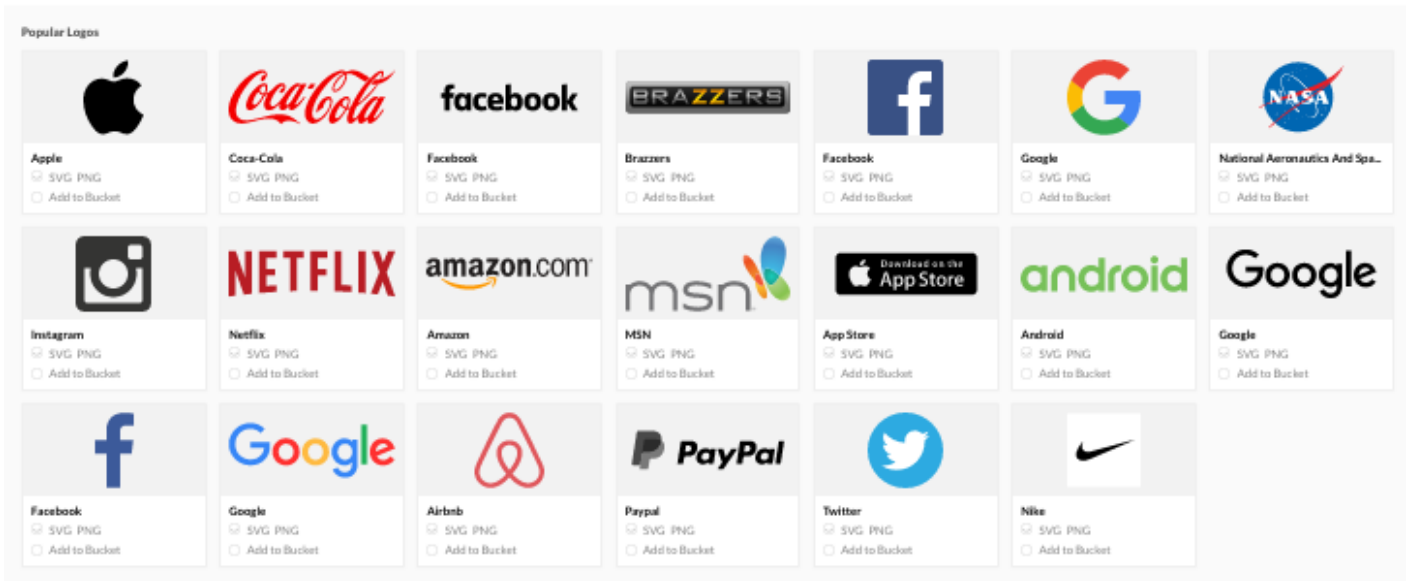 Popular Logos
Coca-Cola
facebook
BRAZZERS
f
G
NASA
Apple
Coca-Cola
Facebook
Brazzers
Facebook
Google
National Aeronautics And Spa...
SVG PNG
SVG PNG
SVG PNG
SVG PNG
SVG PNG
SVG PNG
SVG PNG
Add to Bucket
Add to Bucket
Add to Bucket
Add to Bucket
Add to Bucket
Add to Bucket
Add to Bucket
NETFLIX
amazon.com
msn
Download on the
App Store
android
Google
Instagram
Netflix
Amazon
MSN
App Store
Android
Google
SVG PNG
SVG PNG
SVG PNG
SVG PNG
SVG PNG
SVG PNG
SVG PNG
Add to Bucket
Add to Bucket
Add to Bucket
Add to Bucket
Add to Bucket
Add to Bucket
Add to Bucket
f
Google
P PayPal
Facebook
Google
Airbnb
Paypal
Twitter
Nike
SVG PNG
SVG PNG
SVG PNG
SVG PNG
SVG PNG
SVG PNG
Add to Bucket
Add to Bucket
Add to Bucket
Add to Bucket
Add to Bucket
Add to Bucket